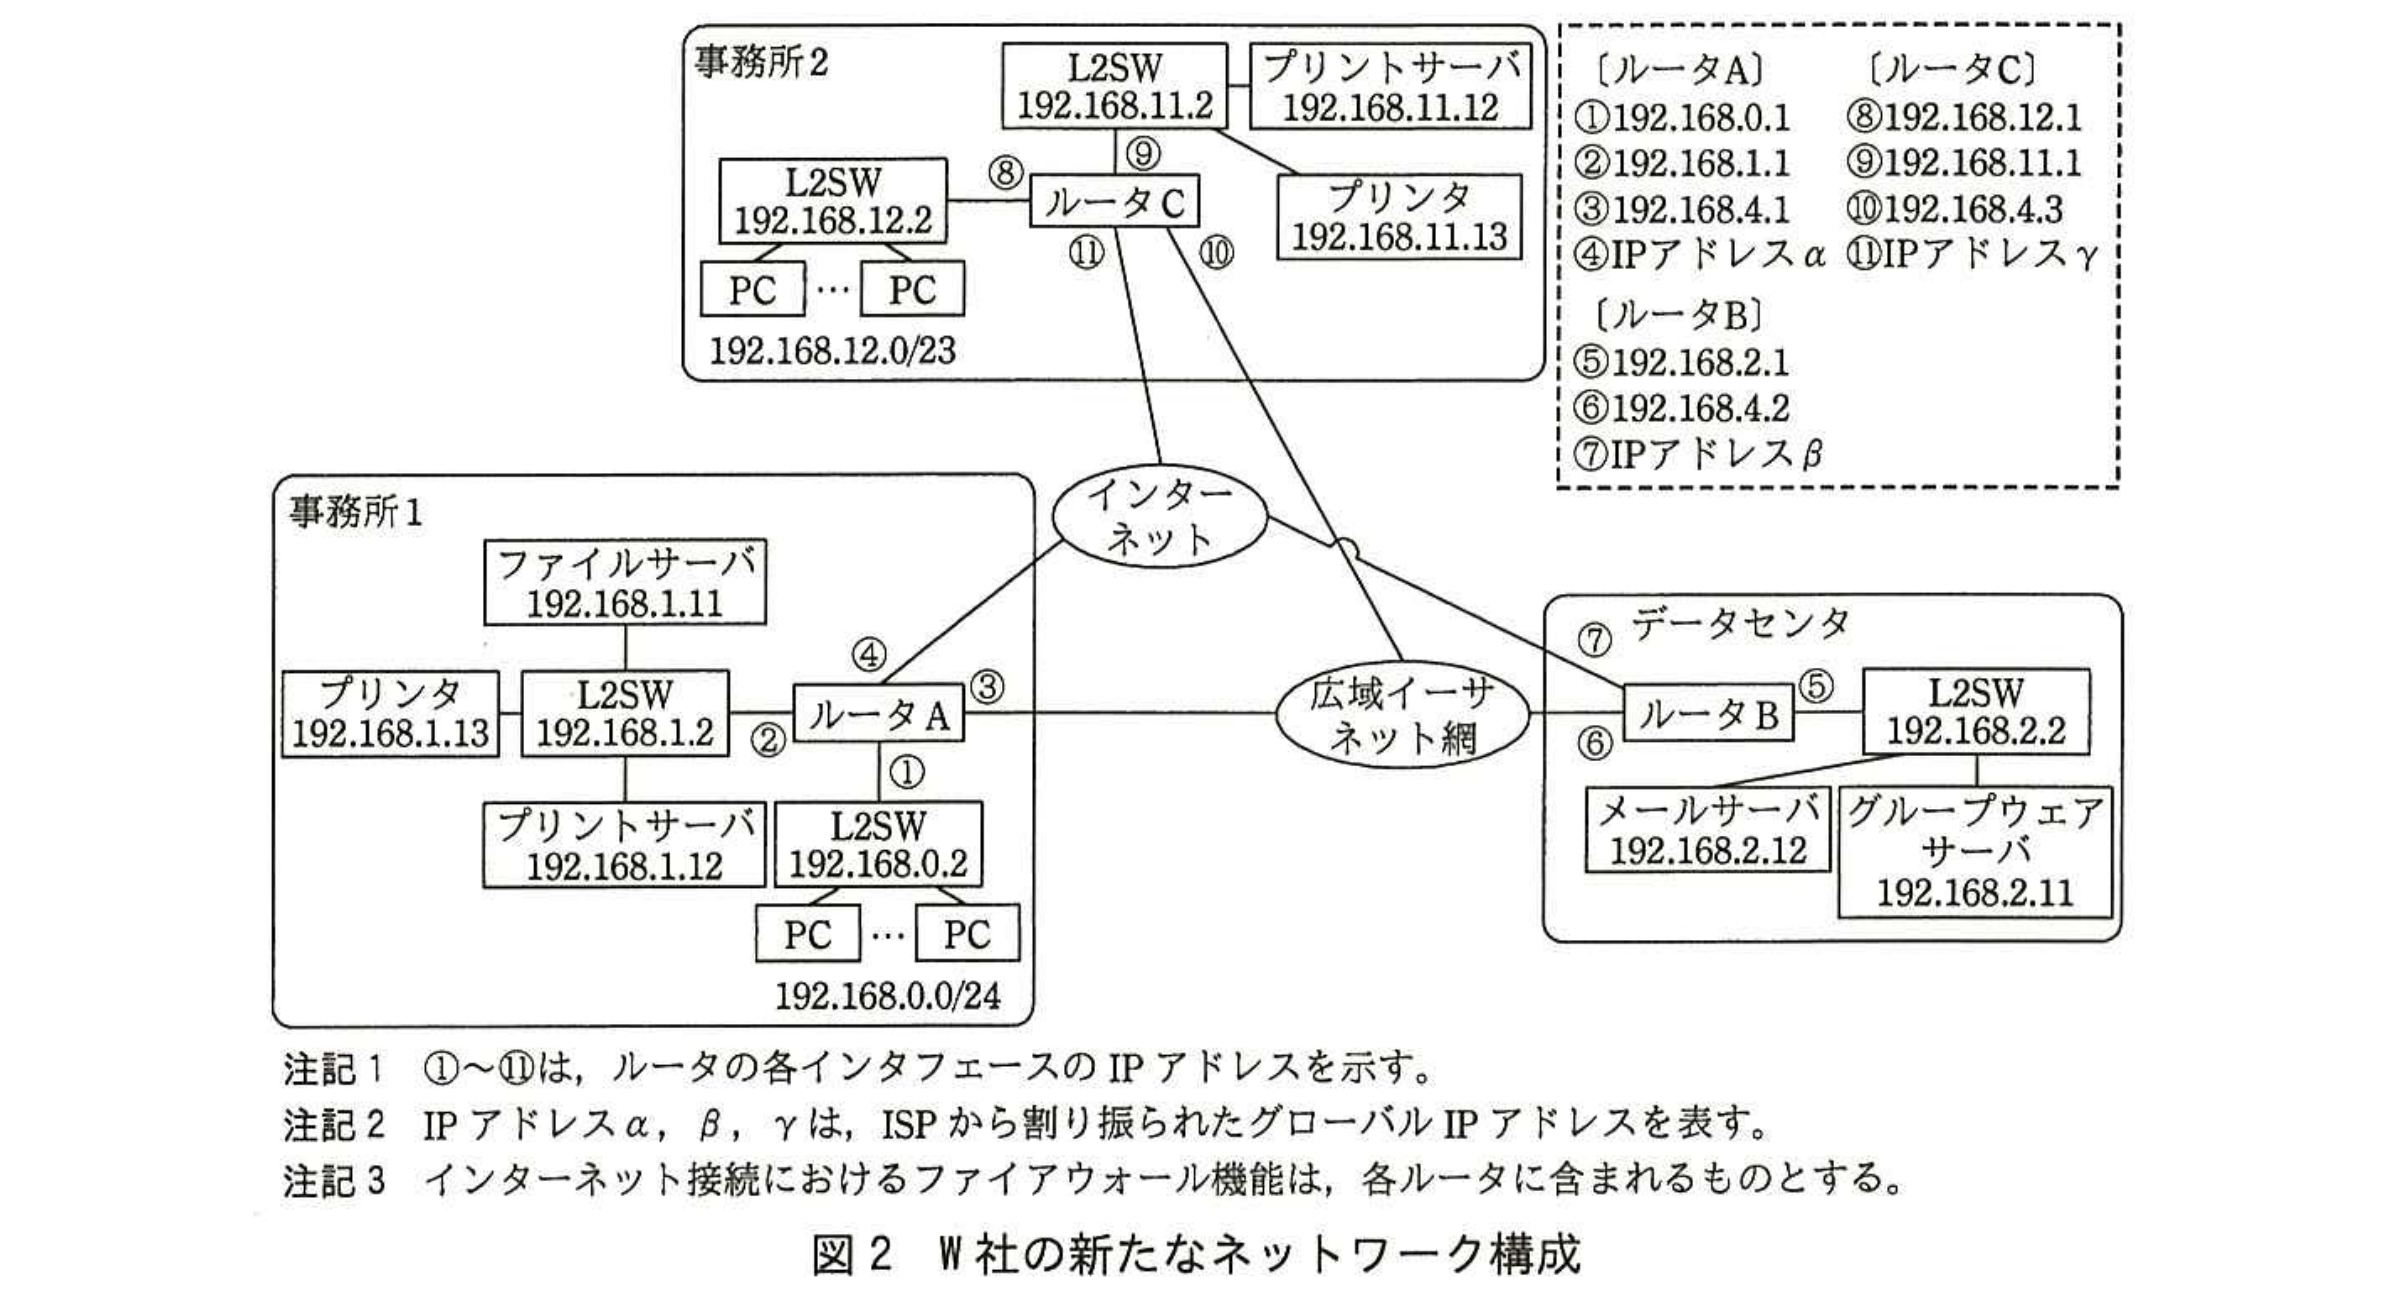 事務所2
L2SW
192.168.11.2
プリントサーバ
192.168.11.12
L2SW
192.168.12.2
⑧
⑨
ルータC
⑪
⑩
プリンタ
192.168.11.13
PC … PC
192.168.12.0/23
〔ルータA〕
①192.168.0.1
②192.168.1.1
③192.168.4.1
④IPアドレスα
〔ルータB〕
⑤192.168.2.1
⑥192.168.4.2
⑦IPアドレスβ
〔ルータC〕
⑧192.168.12.1
⑨192.168.11.1
⑩192.168.4.3
⑪IPアドレスγ
インター
ネット
広域イーサ
ネット網
事務所1
ファイルサーバ
192.168.1.11
プリンタ
192.168.1.13
L2SW
192.168.1.2
②
④
ルータA
③
①
プリントサーバ
192.168.1.12
L2SW
192.168.0.2
PC … PC
192.168.0.0/24
データセンタ
⑦
⑥
ルータB
⑤
L2SW
192.168.2.2
メールサーバ
192.168.2.12
グループウェア
サーバ
192.168.2.11
注記1 ①~⑪は，ルータの各インタフェースの IP アドレスを示す。
注記2 IP アドレスα，β，γは，ISP から割り振られたグローバル IP アドレスを表す。
注記3 インターネット接続におけるファイアウォール機能は，各ルータに含まれるものとする。
図2 W社の新たなネットワーク構成